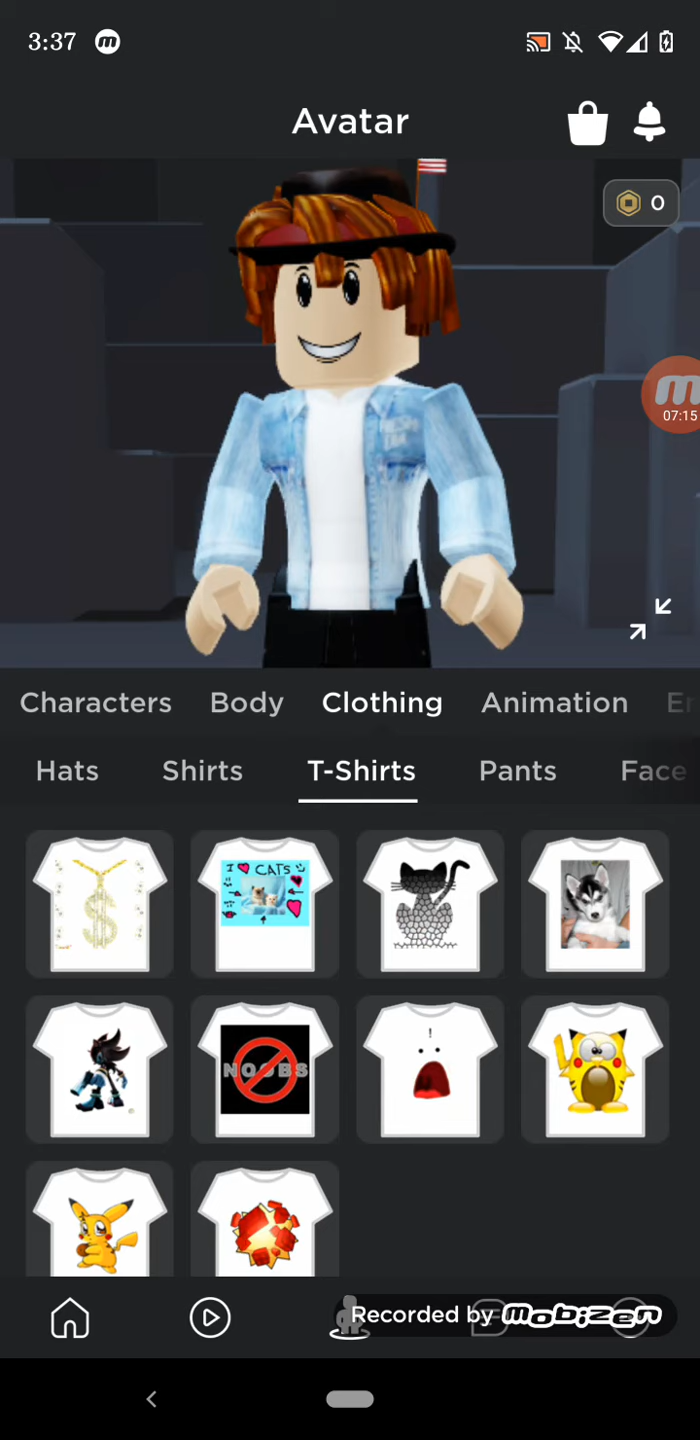 3:37
Avatar
0
07:15
Characters Body Clothing Animation
Hats Shirts T-Shirts Pants Face
I CATS
NOOBS
!
Recorded by mobizen